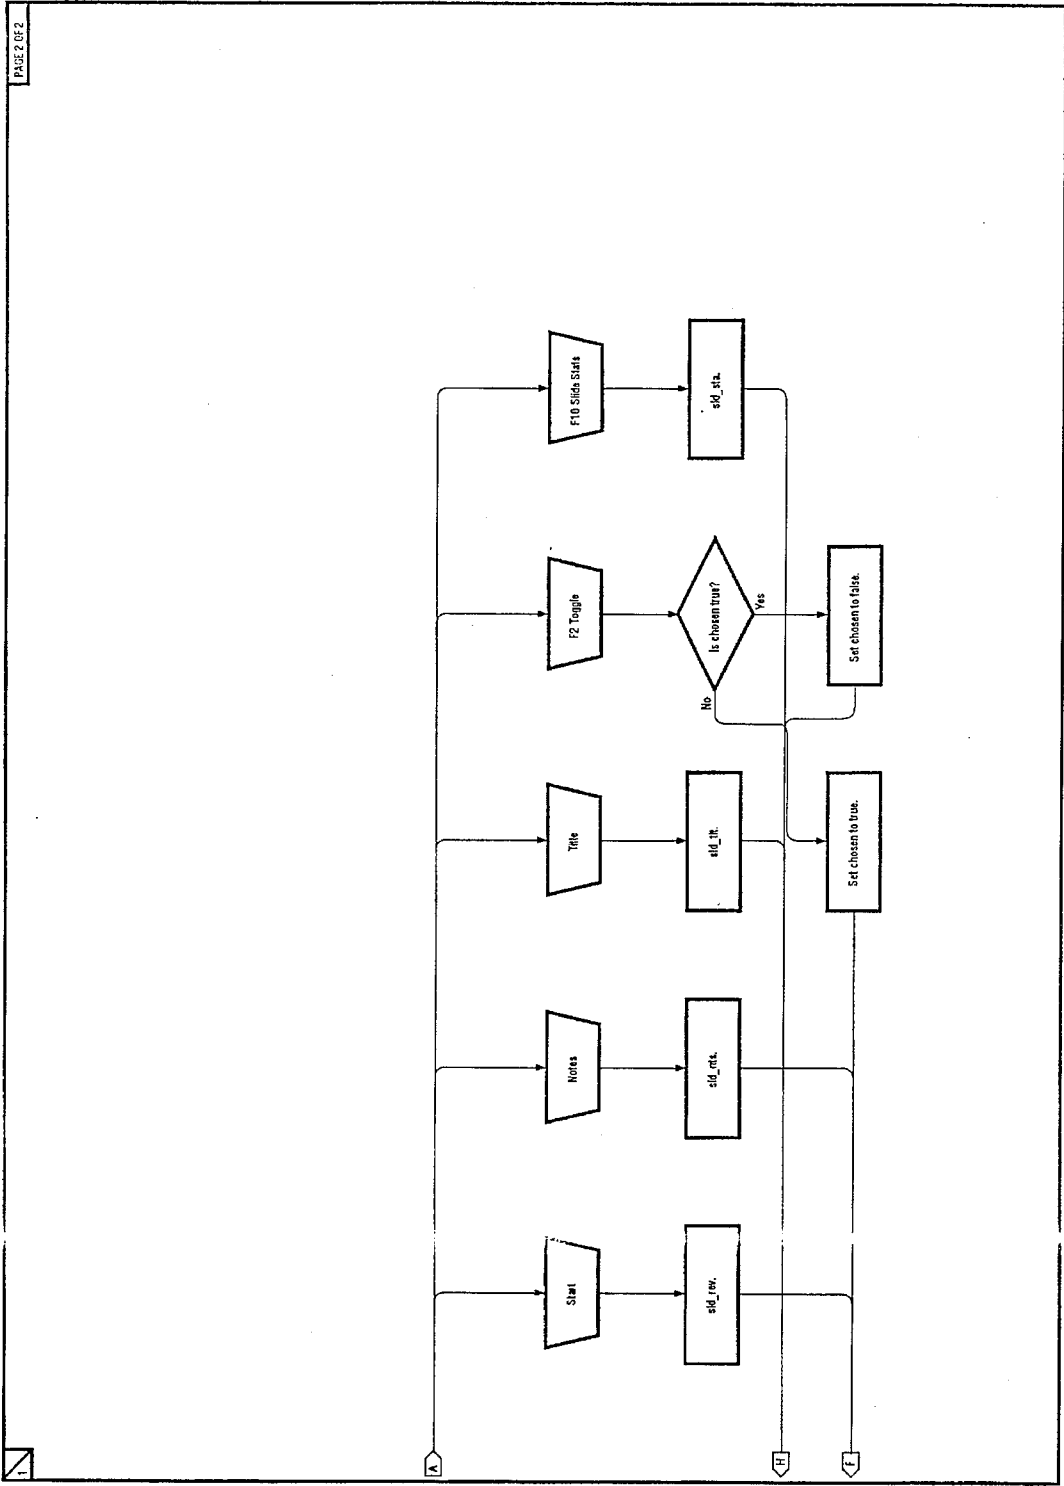 PAGE 2 OF 2
1
A
Start
Notes
Title
F2 Toggle
F10 Slide Stats
sld_rev.
sld_nts.
sld_tit.
Is chosen true?
sld_sta.
No
Yes
H
Set chosen to true.
Set chosen to false.
F